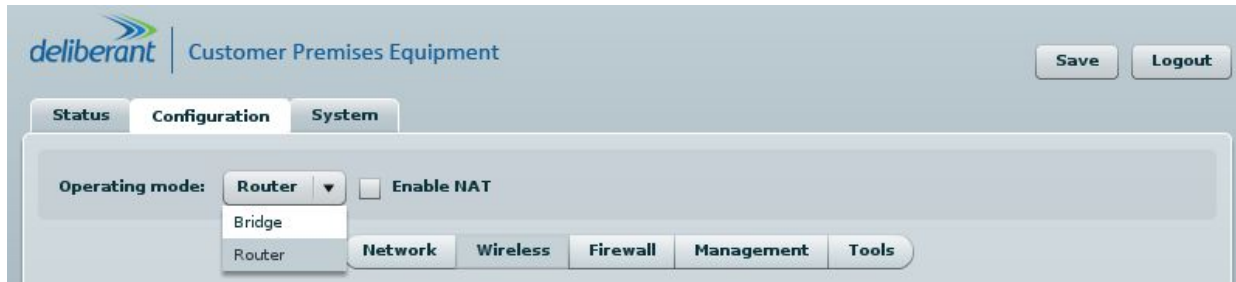 deliberant Customer Premises Equipment
Save Logout
Status Configuration System
Operating mode: Router Enable NAT
Bridge
Router
Network Wireless Firewall Management Tools